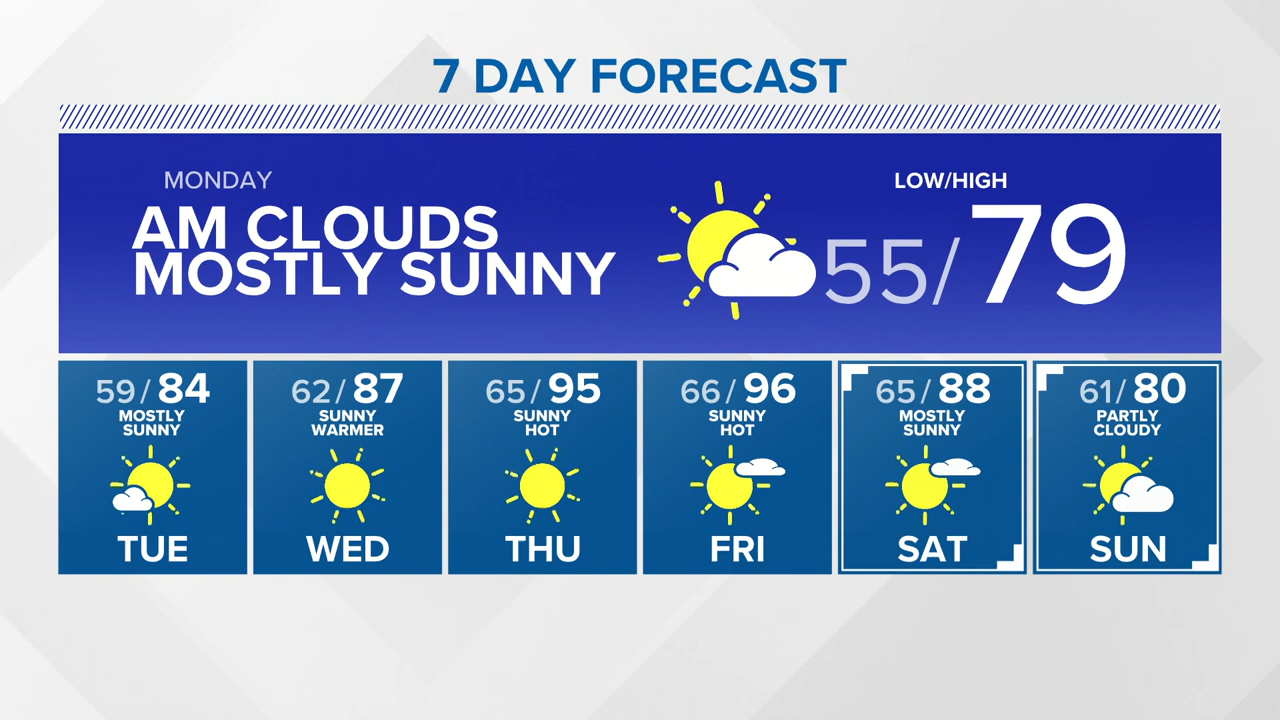 7 DAY FORECAST
MONDAY
AM CLOUDS
MOSTLY SUNNY
LOW/HIGH
55/79
59/84
MOSTLY
SUNNY
TUE
62/87
SUNNY
WARMER
WED
65/95
SUNNY
HOT
THU
66/96
SUNNY
HOT
FRI
65/88
MOSTLY
SUNNY
SAT
61/80
PARTLY
CLOUDY
SUN